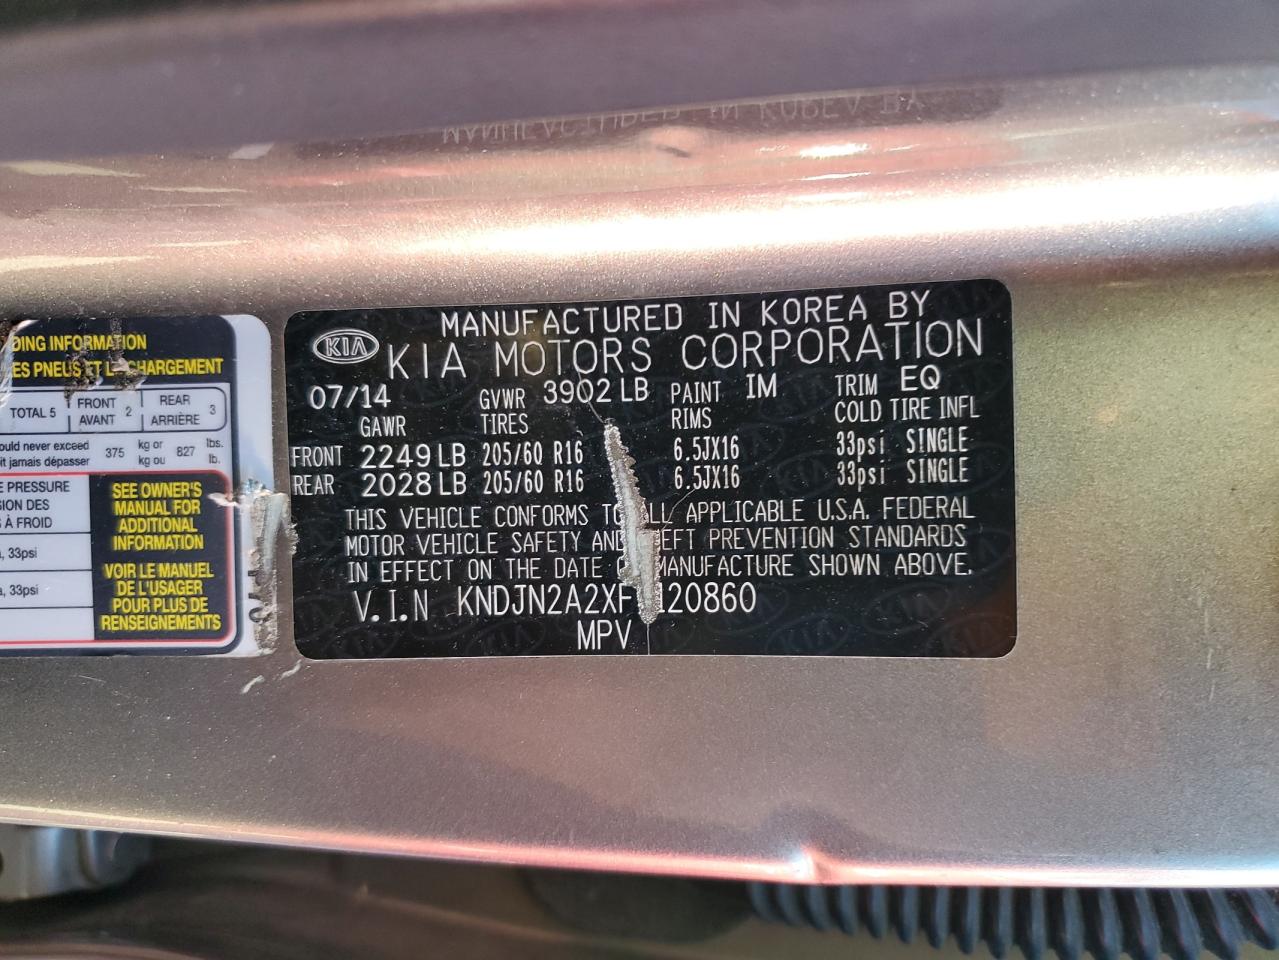 MANUFACTURED IN KOREA BY
KIA
KIA MOTORS CORPORATION
07/14 GVWR 3902 LB PAINT IM TRIM EQ
GAWR TIRES RIMS COLD TIRE INFL
FRONT 2249 LB 205/60 R16 6.5JX16 33psi SINGLE
REAR 2028 LB 205/60 R16 6.5JX16 33psi SINGLE
THIS VEHICLE CONFORMS APPLICABLE U.S.A. FEDERAL
MOTOR VEHICLE SAFETY AND PREVENTION STANDARDS
IN EFFECT ON THE DATE MANUFACTURE SHOWN ABOVE.
V.I.N KNDJN2A2XF 120860
MPV
DING INFORMATION
ES PNEUS ET CHARGEMENT
TOTAL 5 FRONT AVANT 2 REAR ARRIÈRE 3
ould never exceed 375 kg or 827 lbs.
it jamais dépasser kg ou lb.
E PRESSURE
SION DES
S À FROID
33psi
33psi
SEE OWNER'S
MANUAL FOR
ADDITIONAL
INFORMATION
VOIR LE MANUEL
DE L'USAGER
POUR PLUS DE
RENSEIGNEMENTS